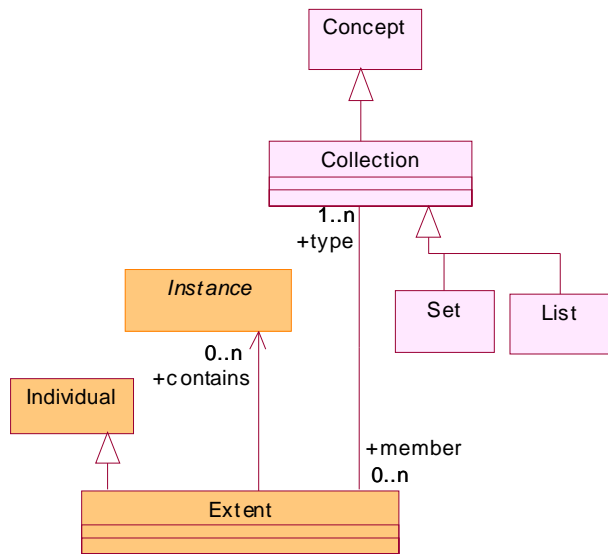 Concept
Collection
1..n
+type
Instance
Set
List
0..n
+contains
Individual
+member
0..n
Extent